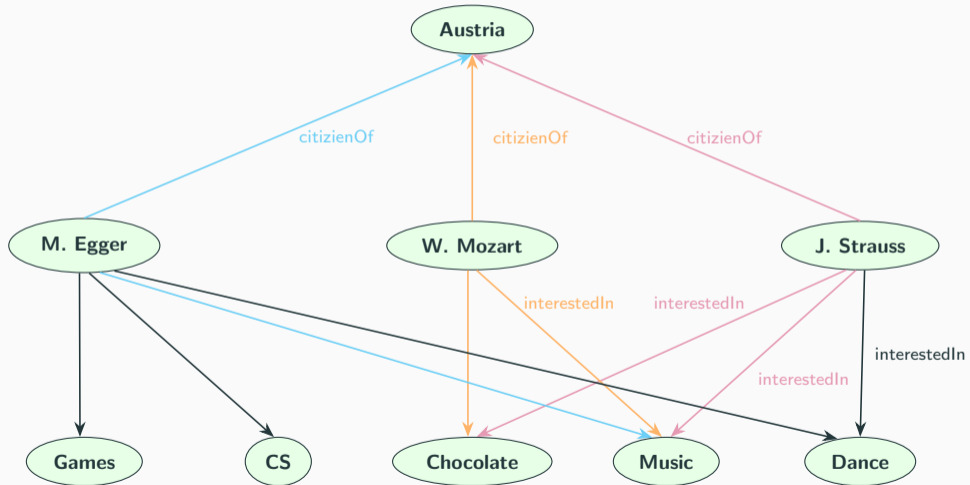 Austria
citizienOf
citizienOf
citizienOf
M. Egger
W. Mozart
J. Strauss
interestedIn
interestedIn
interestedIn
interestedIn
Games
CS
Chocolate
Music
Dance